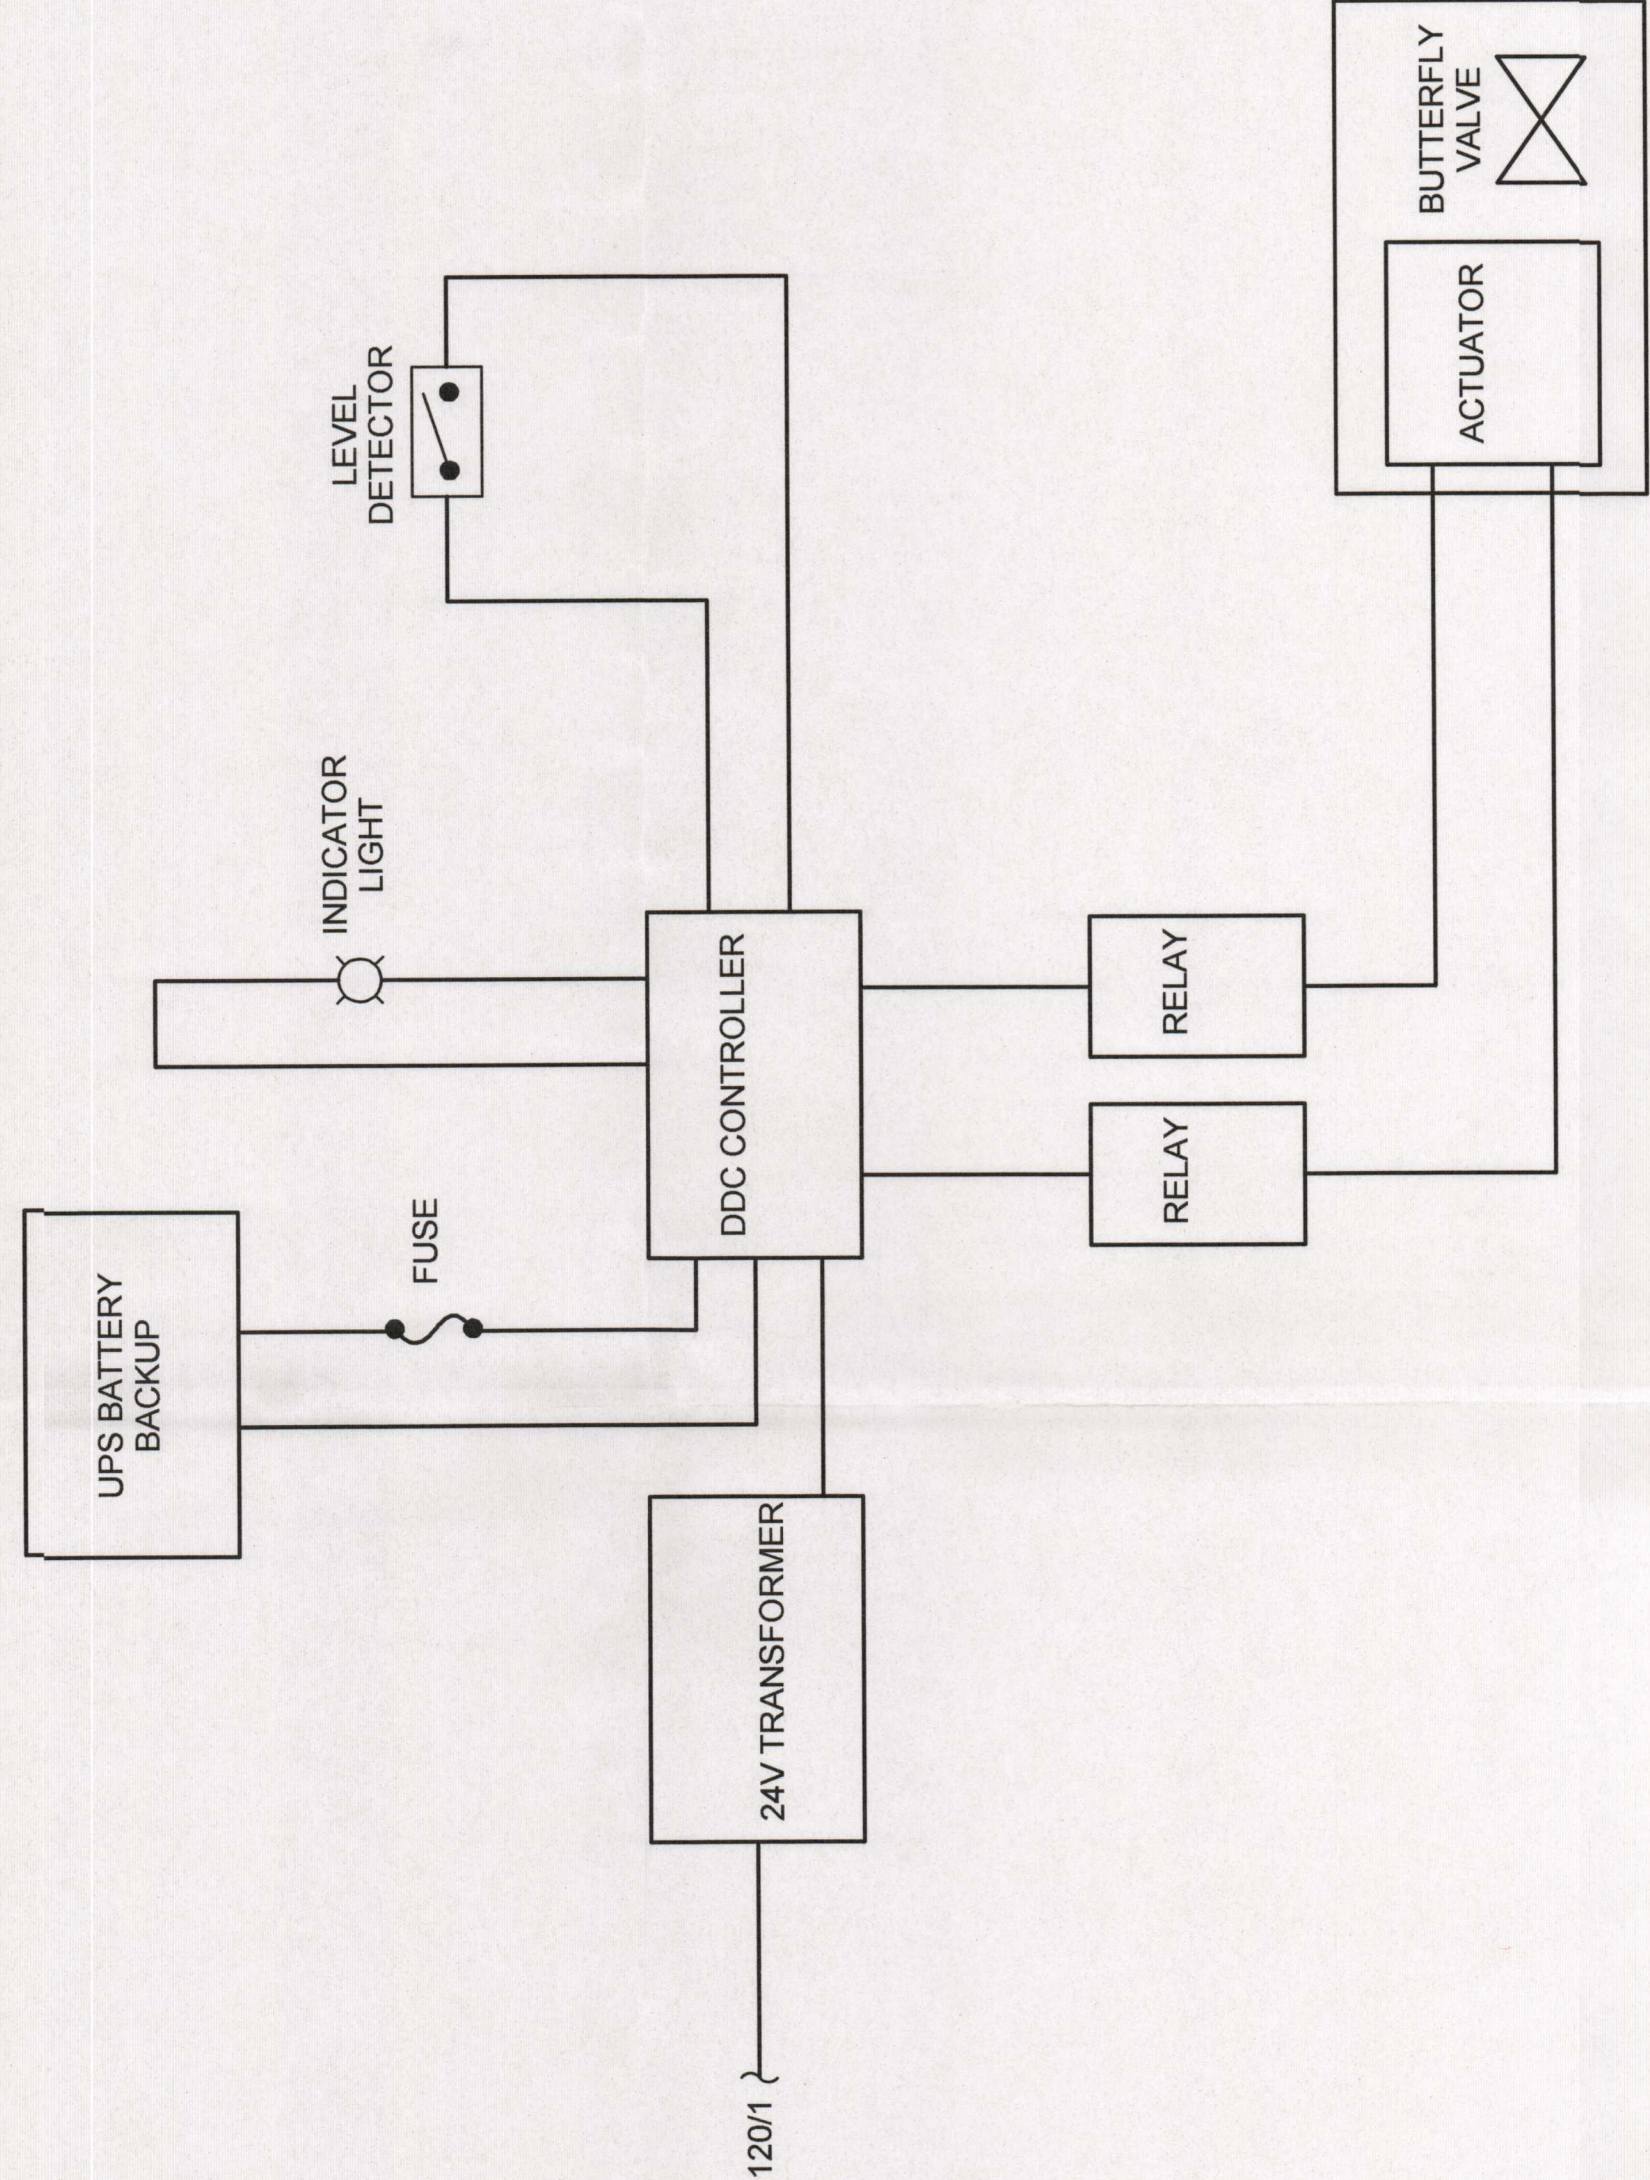 UPS BATTERY
BACKUP
FUSE
INDICATOR
LIGHT
LEVEL
DETECTOR
120/1
24V TRANSFORMER
DDC CONTROLLER
RELAY
RELAY
ACTUATOR
BUTTERFLY
VALVE